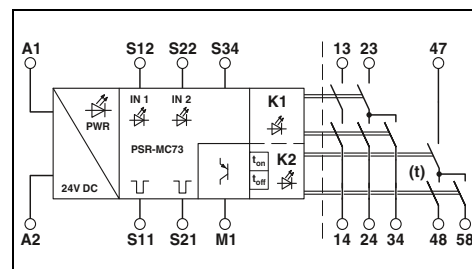 A1 S12 S22 S34 13 23 47
IN 1 IN 2 K1
PWR PSR-MC73
ton K2
toff
24V DC (t)
A2 S11 S21 M1 14 24 34 48 58